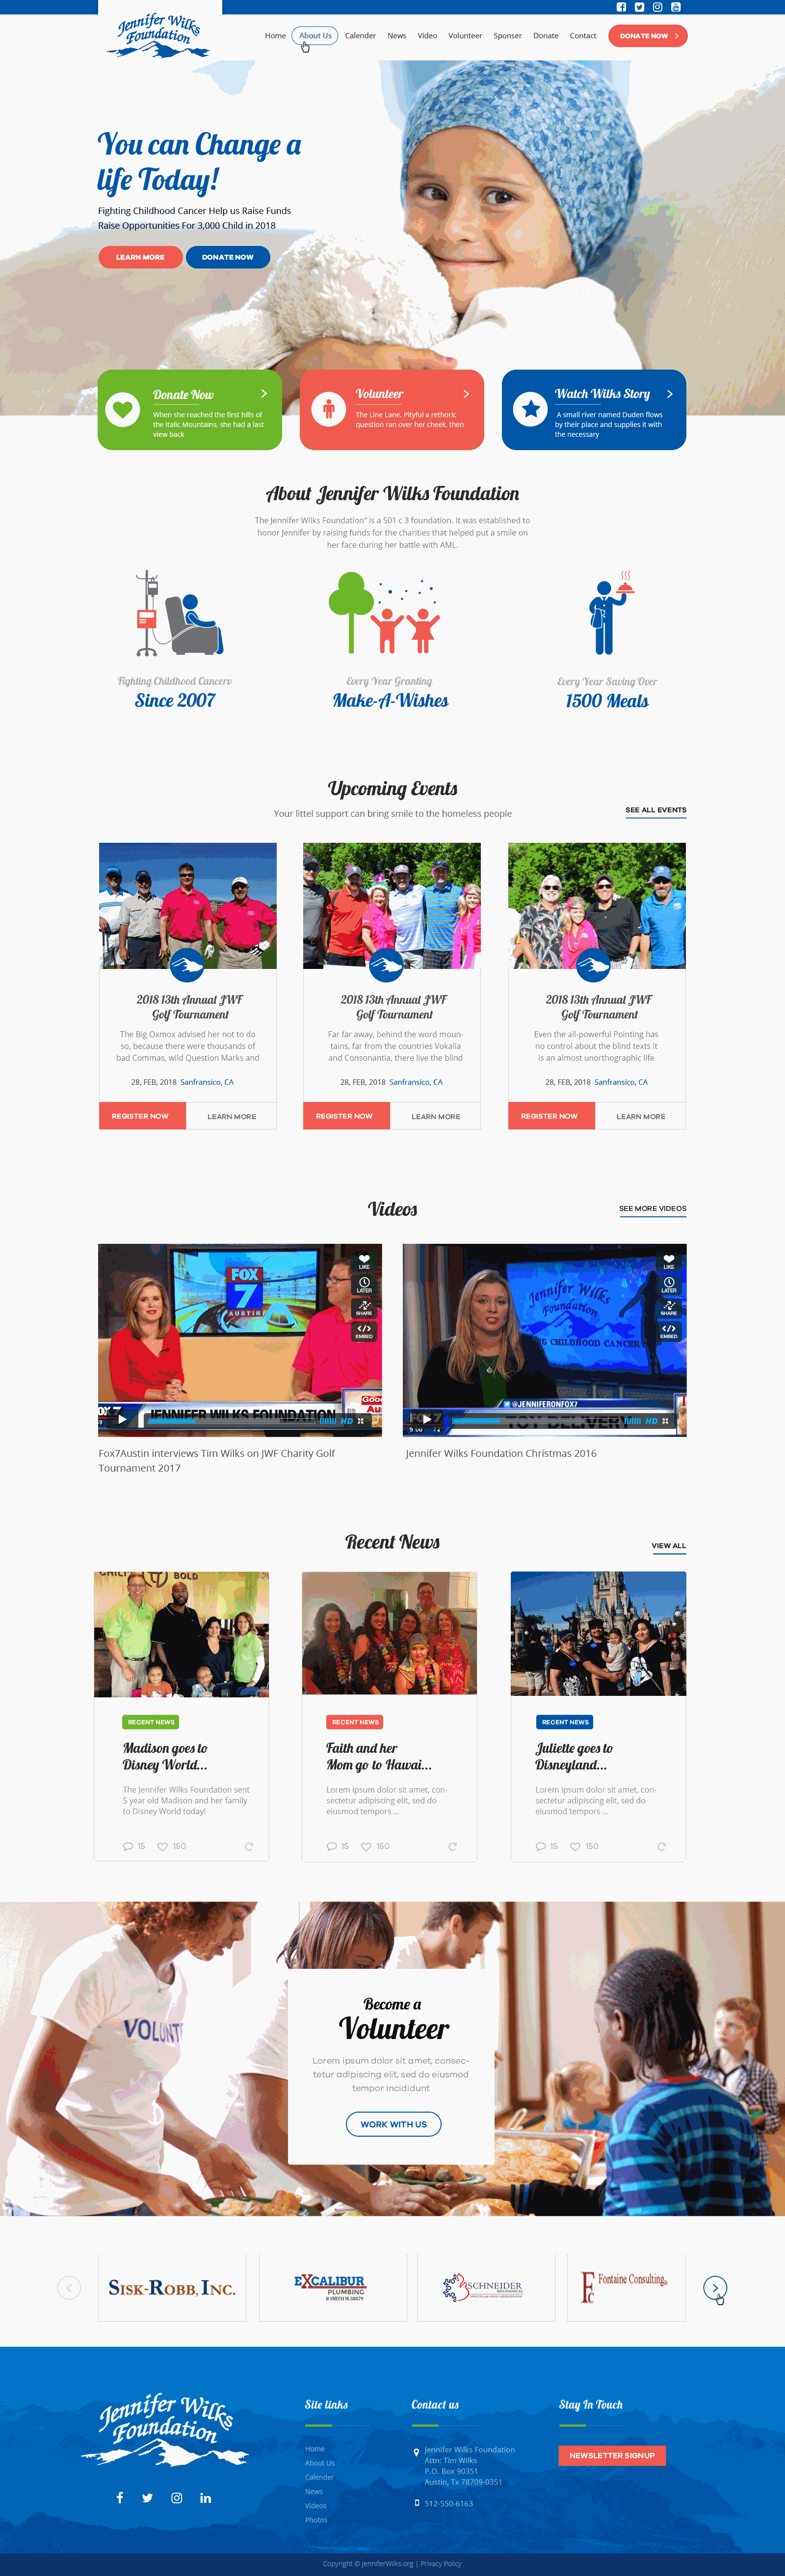 Jennifer Wilks
Foundation
Home About Us Calender News Video Volunteer Sponser Donate Contact DONATE NOW
You can Change a
life Today!
Fighting Childhood Cancer Help us Raise Funds
Raise Opportunities For 3,000 Child in 2018
LEARN MORE DONATE NOW
Donate Now
When she reached the first hills of
the Italic Mountains, she had a last
view back
Volunteer
The Line Lane. Pityful a rethoric
question ran over her cheek, then
Watch Wilks Story
A small river named Duden flows
by their place and supplies it with
the necessary
About Jennifer Wilks Foundation
The Jennifer Wilks Foundation" is a 501 c 3 foundation. It was established to
honor Jennifer by raising funds for the charities that helped put a smile on
her face during her battle with AML.
Fighting Childhood Cancerv
Since 2007
Every Year Granting
Make-A-Wishes
Every Year Saving Over
1500 Meals
Upcoming Events
Your littel support can bring smile to the homeless people
SEE ALL EVENTS
2018 13th Annual JWF
Golf Tournament
The Big Oxmox advised her not to do
so, because there were thousands of
bad Commas, wild Question Marks and
28, FEB, 2018 Sanfransico, CA
REGISTER NOW LEARN MORE
2018 13th Annual JWF
Golf Tournament
Far far away, behind the word moun-
tains, far from the countries Vokalia
and Consonantia, there live the blind
28, FEB, 2018 Sanfransico, CA
REGISTER NOW LEARN MORE
2018 13th Annual JWF
Golf Tournament
Even the all-powerful Pointing has
no control about the blind texts it
is an almost unorthographic life
28, FEB, 2018 Sanfransico, CA
REGISTER NOW LEARN MORE
Videos
SEE MORE VIDEOS
FOX
7
AUSTIN
LIKE
LATER
SHARE
EMBED
JENNIFER WILKS FOUNDATION
HD
Fox7Austin interviews Tim Wilks on JWF Charity Golf
Tournament 2017
Jennifer Wilks
Foundation
NG CHILDHOOD CANCER
LIKE
LATER
SHARE
EMBED
@JENNIFERONFOX7
TOY DELIVERY
HD
Jennifer Wilks Foundation Christmas 2016
Recent News
VIEW ALL
BOLD
RECENT NEWS
Madison goes to
Disney World...
The Jennifer Wilks Foundation sent
5 year old Madison and her family
to Disney World today!
15 150
RECENT NEWS
Faith and her
Mom go to Hawai...
Lorem ipsum dolor sit amet, con-
sectetur adipiscing elit, sed do
eiusmod tempors ...
15 150
RECENT NEWS
Juliette goes to
Disneyland...
Lorem ipsum dolor sit amet, con-
sectetur adipiscing elit, sed do
eiusmod tempors ...
15 150
VOLUNT
Become a
Volunteer
Lorem ipsum dolor sit amet, consec-
tetur adipiscing elit, sed do eiusmod
tempor incididunt
WORK WITH US
SISK-ROBB, INC.
EXCALIBUR
PLUMBING
B SMITH M-38079
SCHNEIDER
MECHANICAL
Fc Fontaine Consulting
Jennifer Wilks
Foundation
Site links
Home
About Us
Calender
News
Videos
Photos
Contact us
Jennifer Wilks Foundation
Attn: Tim Wilks
P.O. Box 90351
Austin, Tx 78709-0351
512-550-6163
Stay In Touch
NEWSLETTER SIGNUP
Copyright © JenniferWilks.org | Privacy Policy